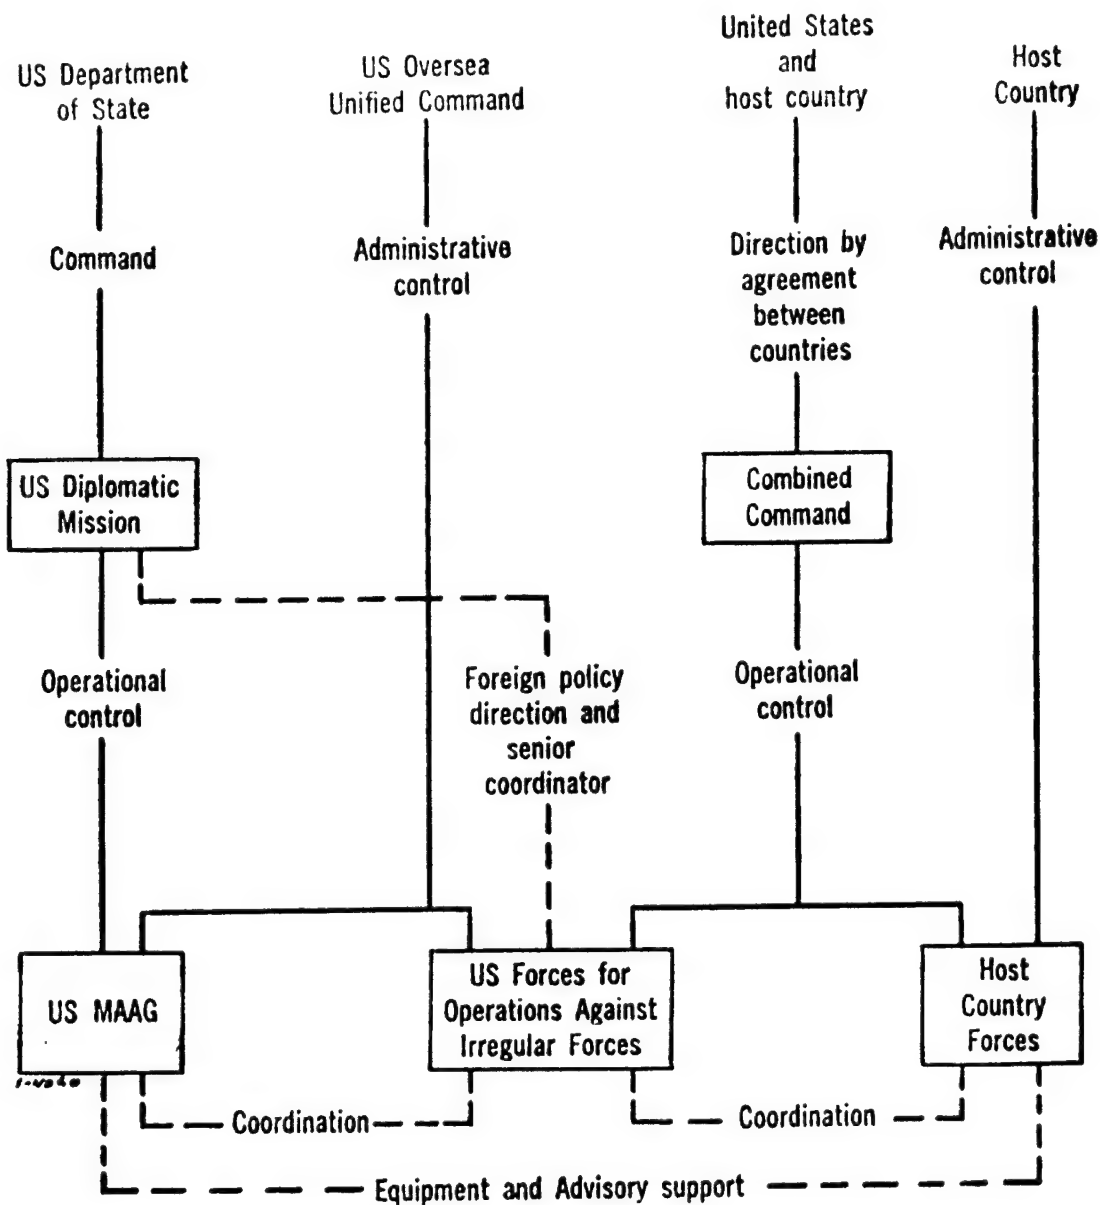 US Department
of State
US Oversea
Unified Command
United States
and
host country
Host
Country
Command
Administrative
control
Direction by
agreement
between
countries
Administrative
control
US Diplomatic
Mission
Combined
Command
Operational
control
Foreign policy
direction and
senior
coordinator
Operational
control
US MAAG
US Forces for
Operations Against
Irregular Forces
Host
Country
Forces
Coordination
Coordination
Equipment and Advisory support